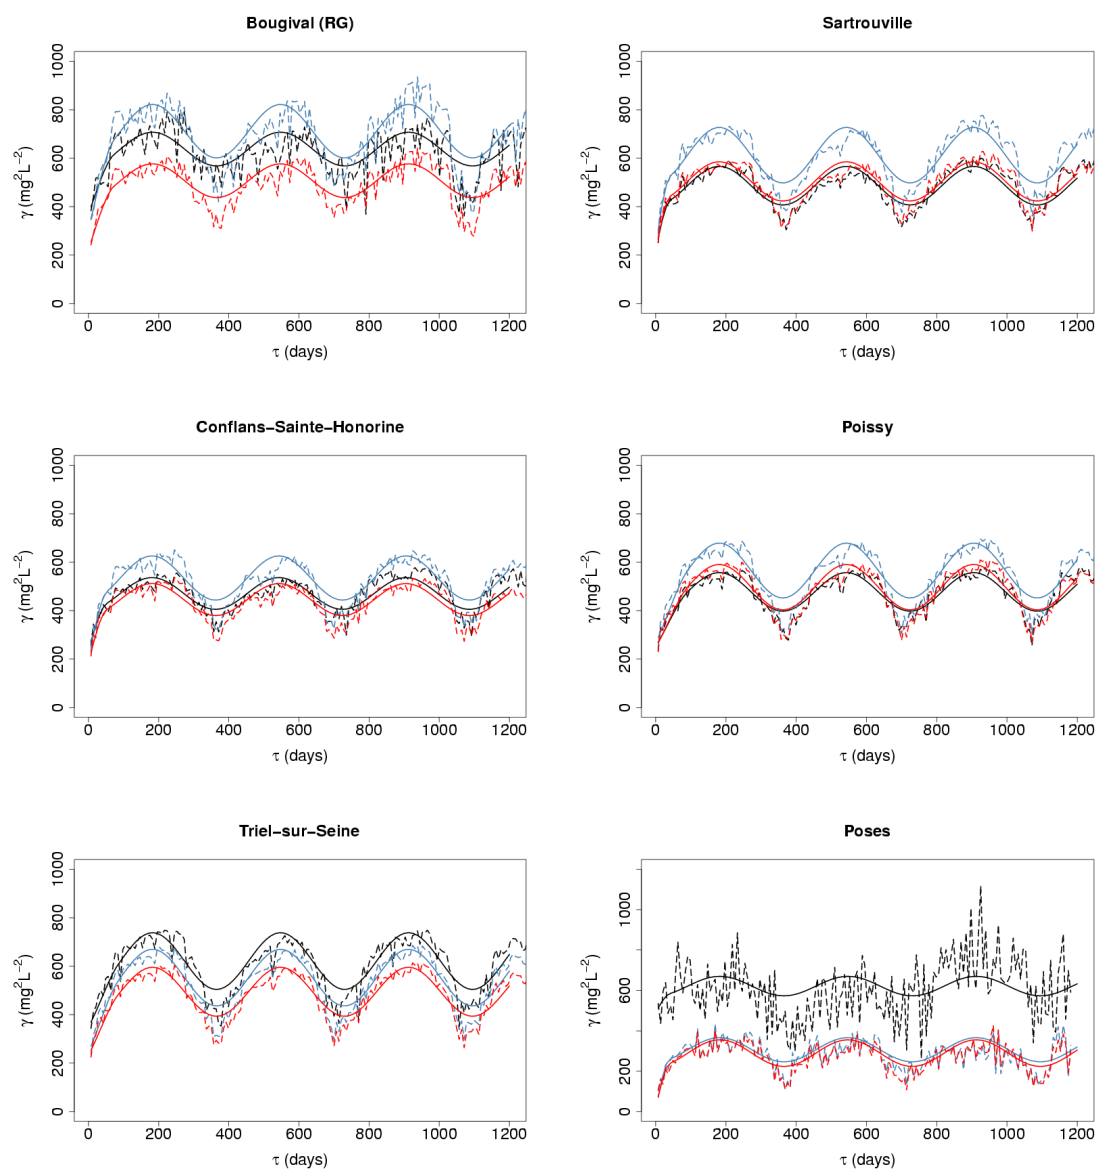 Bougival (RG)
γ (mg²L⁻²)
1000
800
600
400
200
0
0 200 400 600 800 1000 1200
τ (days)
Sartrouville
γ (mg²L⁻²)
1000
800
600
400
200
0
0 200 400 600 800 1000 1200
τ (days)
Conflans−Sainte−Honorine
γ (mg²L⁻²)
1000
800
600
400
200
0
0 200 400 600 800 1000 1200
τ (days)
Poissy
γ (mg²L⁻²)
1000
800
600
400
200
0
0 200 400 600 800 1000 1200
τ (days)
Triel−sur−Seine
γ (mg²L⁻²)
1000
800
600
400
200
0
0 200 400 600 800 1000 1200
τ (days)
Poses
γ (mg²L⁻²)
1000
600
200
0
0 200 400 600 800 1000 1200
τ (days)